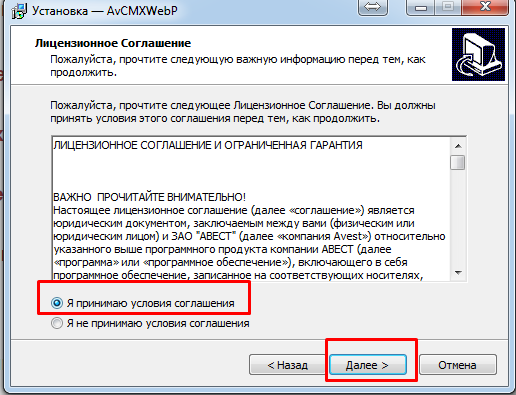 Установка — AvCMXWebP
Лицензионное Соглашение
Пожалуйста, прочтите следующую важную информацию перед тем, как
продолжить.
Пожалуйста, прочтите следующее Лицензионное Соглашение. Вы должны
принять условия этого соглашения перед тем, как продолжить.
ЛИЦЕНЗИОННОЕ СОГЛАШЕНИЕ И ОГРАНИЧЕННАЯ ГАРАНТИЯ
ВАЖНО ПРОЧИТАЙТЕ ВНИМАТЕЛЬНО!
Настоящее лицензионное соглашение (далее «соглашение») является
юридическим документом, заключаемым между вами (физическим или
юридическим лицом) и ЗАО "АВЕСТ" (далее «компания Avest») относительно
указанного выше программного продукта компании АВЕСТ (далее
«программа» или «программное обеспечение»), включающего в себя
программное обеспечение, записанное на соответствующих носителях,
Я принимаю условия соглашения
Я не принимаю условия соглашения
< Назад
Далее >
Отмена